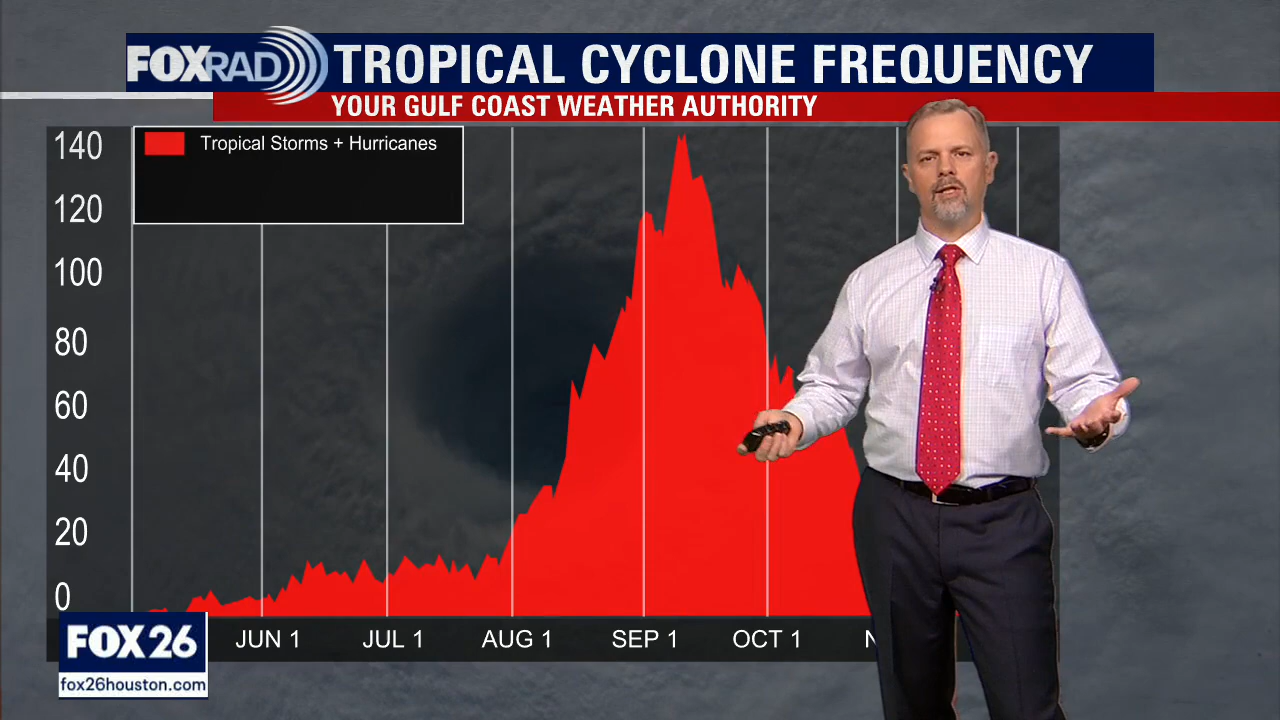 FOXRAD TROPICAL CYCLONE FREQUENCY
YOUR GULF COAST WEATHER AUTHORITY
Tropical Storms + Hurricanes
140
120
100
80
60
40
20
0
JUN 1 JUL 1 AUG 1 SEP 1 OCT 1
FOX 26
fox26houston.com